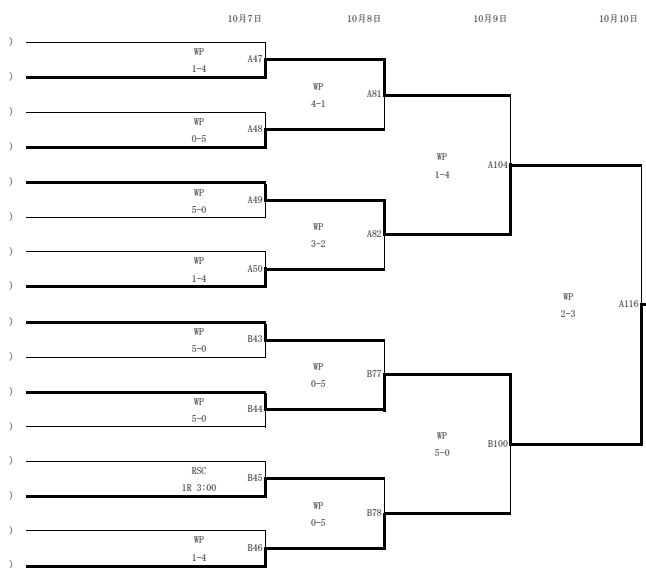 10月7日 10月8日 10月9日 10月10日
)
WP
A47
1-4
)
WP
A81
4-1
)
WP
A48
0-5
)
WP
A104
1-4
)
WP
A49
5-0
)
WP
A82
3-2
)
WP
A50
1-4
)
WP
A116
2-3
)
WP
B43
5-0
)
WP
B77
0-5
)
WP
B44
5-0
)
WP
B100
5-0
)
RSC
B45
1R 3:00
)
WP
B78
0-5
)
WP
B46
1-4
)